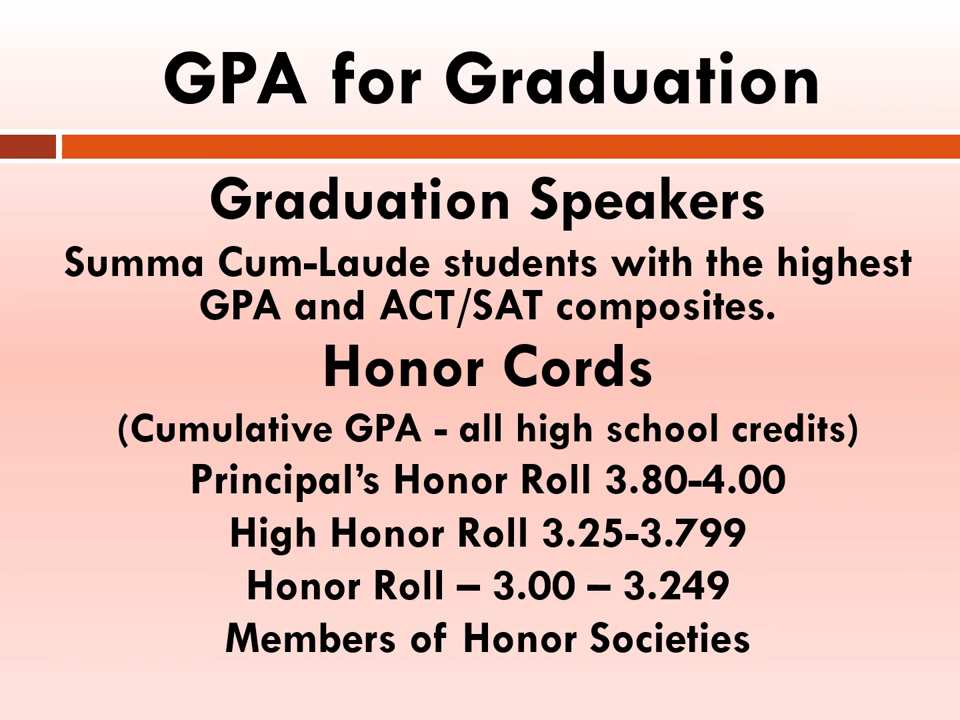 GPA for Graduation
Graduation Speakers
Summa Cum-Laude students with the highest
GPA and ACT/SAT composites.
Honor Cords
(Cumulative GPA - all high school credits)
Principal’s Honor Roll 3.80-4.00
High Honor Roll 3.25-3.799
Honor Roll – 3.00 – 3.249
Members of Honor Societies